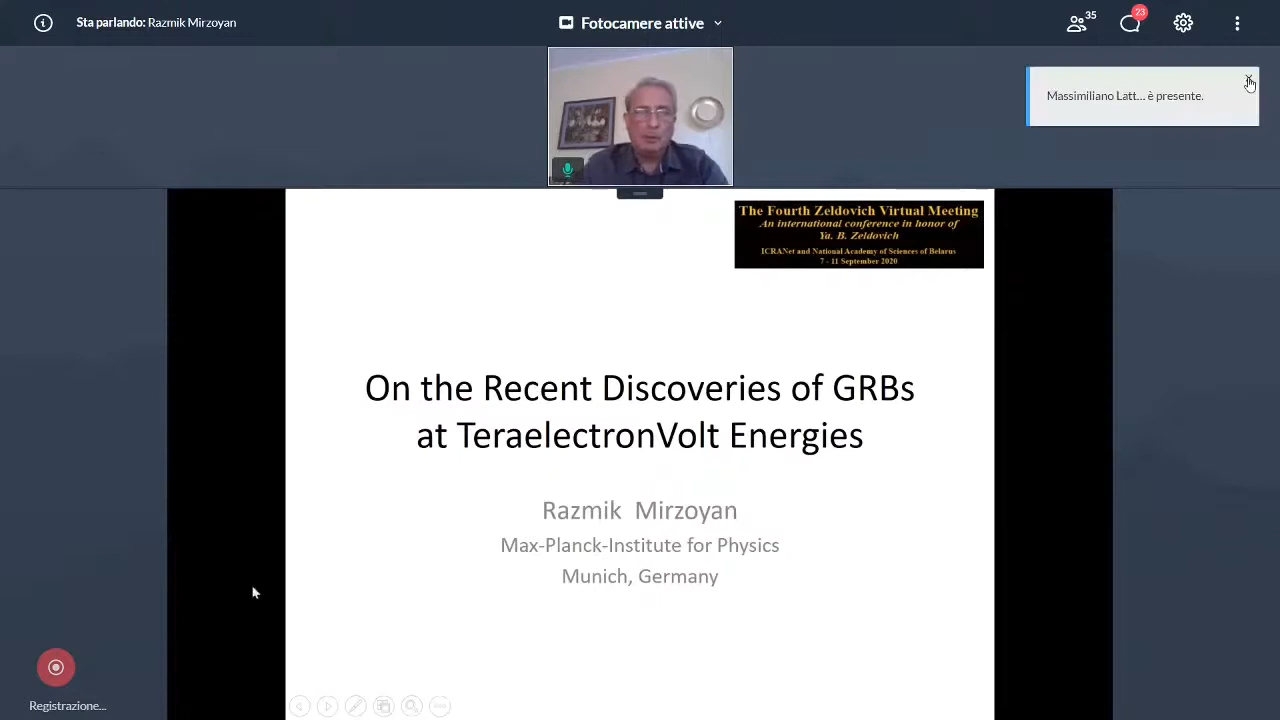 Sta parlando: Razmik Mirzoyan
Fotocamere attive
35
23
Massimiliano Latt... è presente.
The Fourth Zeldovich Virtual Meeting
An international conference in honor of
Ya. B. Zeldovich
ICRANet and National Academy of Sciences of Belarus
7 - 11 September 2020
On the Recent Discoveries of GRBs
at TeraelectronVolt Energies
Razmik Mirzoyan
Max-Planck-Institute for Physics
Munich, Germany
Registrazione...